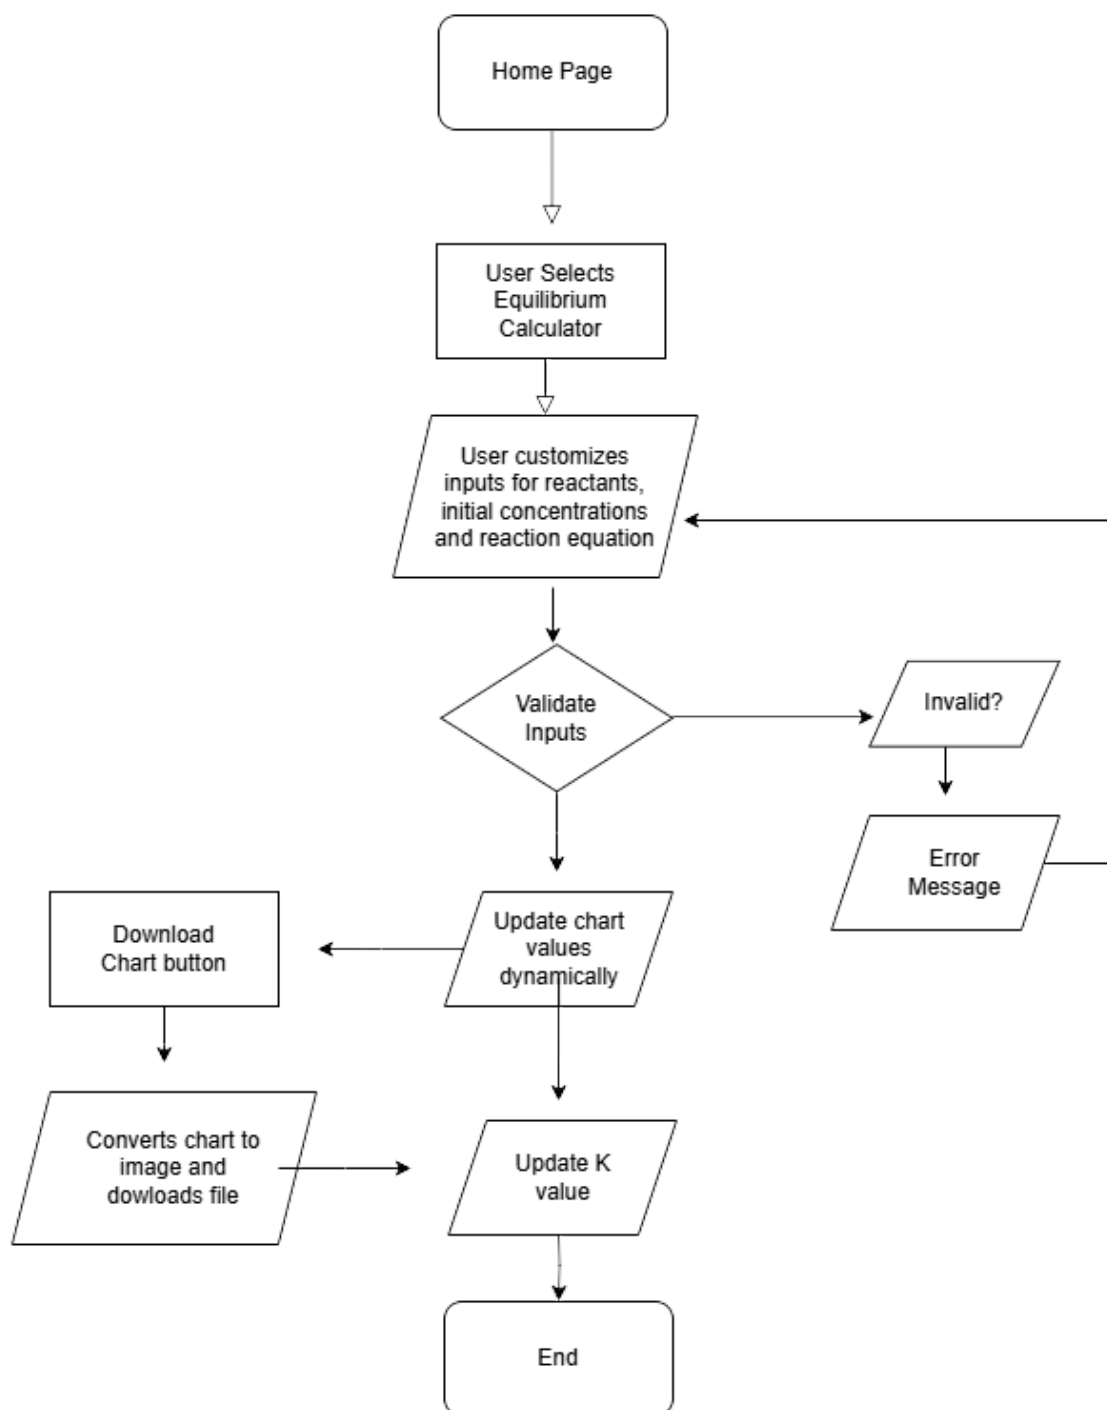 Home Page
User Selects
Equilibrium
Calculator
User customizes
inputs for reactants,
initial concentrations
and reaction equation
Validate
Inputs
Invalid?
Error
Message
Update chart
values
dynamically
Download
Chart button
Converts chart to
image and
dowloads file
Update K
value
End